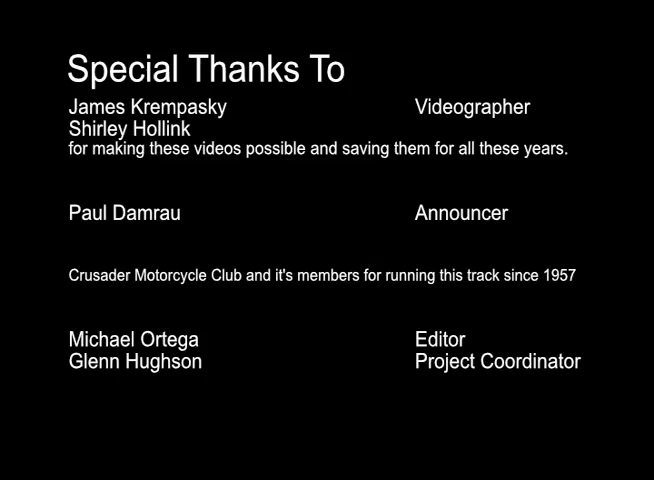 Special Thanks To
James Krempasky Videographer
Shirley Hollink
for making these videos possible and saving them for all these years.
Paul Damrau Announcer
Crusader Motorcycle Club and it's members for running this track since 1957
Michael Ortega Editor
Glenn Hughson Project Coordinator